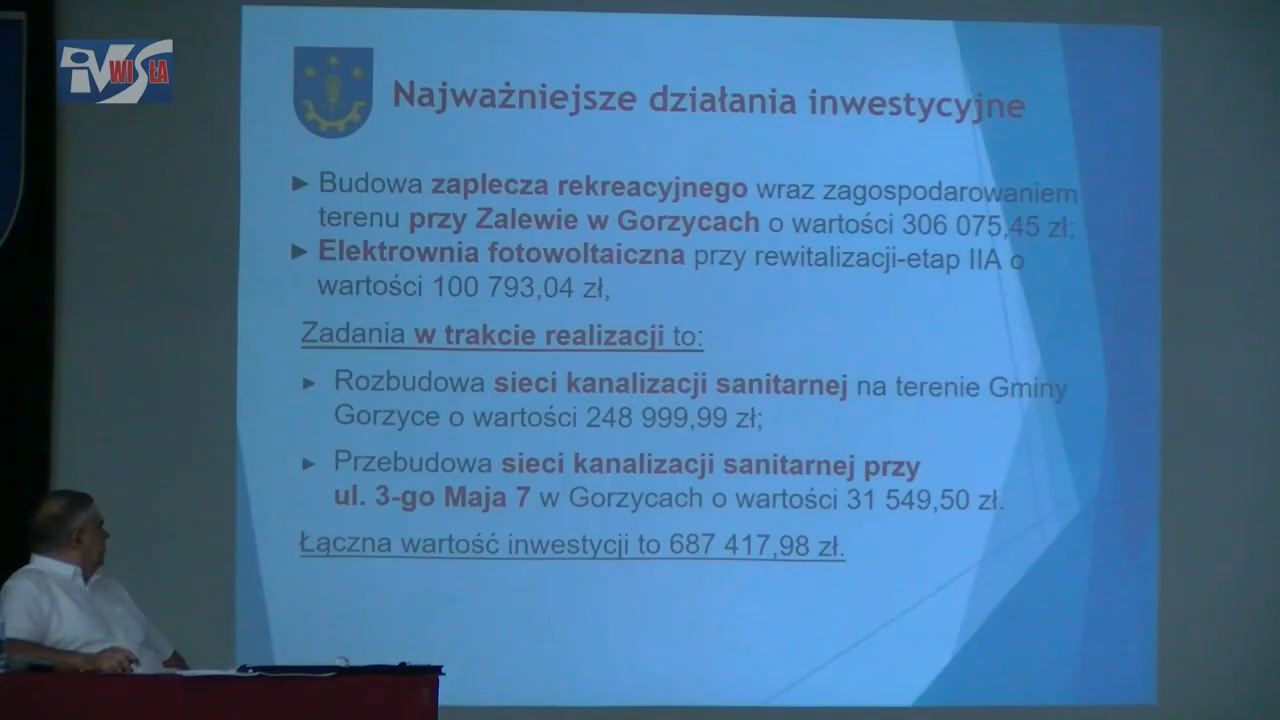 TV WISŁA
Najważniejsze działania inwestycyjne
► Budowa zaplecza rekreacyjnego wraz zagospodarowaniem
terenu przy Zalewie w Gorzycach o wartości 306 075,45 zł;
► Elektrownia fotowoltaiczna przy rewitalizacji-etap IIA o
wartości 100 793,04 zł,
Zadania w trakcie realizacji to:
► Rozbudowa sieci kanalizacji sanitarnej na terenie Gminy
Gorzyce o wartości 248 999,99 zł;
► Przebudowa sieci kanalizacji sanitarnej przy
ul. 3-go Maja 7 w Gorzycach o wartości 31 549,50 zł.
Łączna wartość inwestycji to 687 417,98 zł.